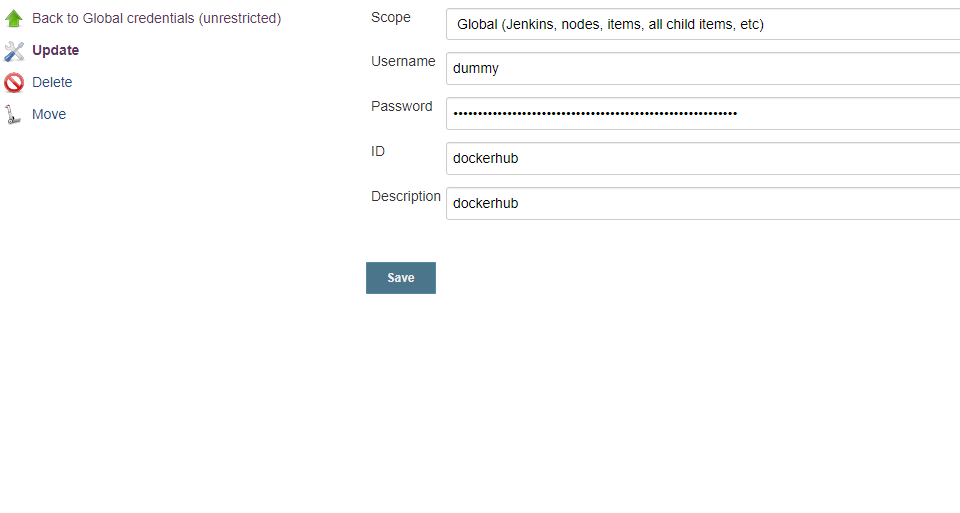 Back to Global credentials (unrestricted)
Update
Delete
Move
Scope
Global (Jenkins, nodes, items, all child items, etc)
Username
dummy
Password
••••••••••••••••••••••••••••••••••••••••••••••••••••••••••
ID
dockerhub
Description
dockerhub
Save